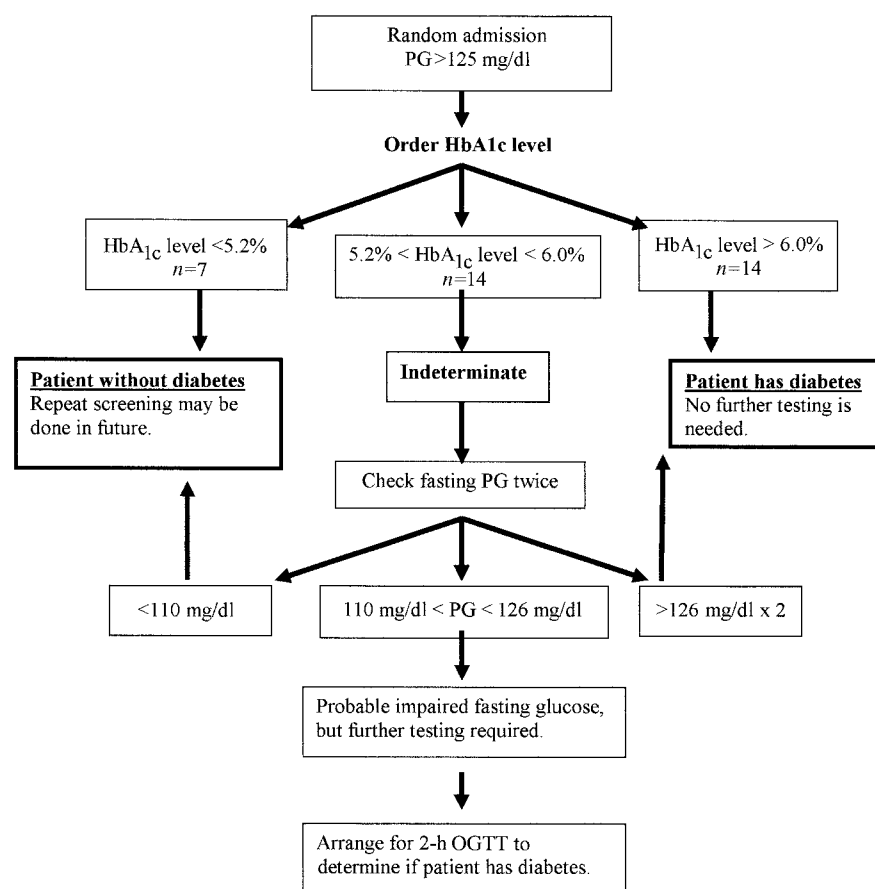 Random admission
PG>125 mg/dl
Order HbA1c level
HbA1c level <5.2%
n=7
5.2% < HbA1c level < 6.0%
n=14
HbA1c level > 6.0%
n=14
Patient without diabetes
Repeat screening may be
done in future.
Indeterminate
Patient has diabetes
No further testing is
needed.
Check fasting PG twice
<110 mg/dl
110 mg/dl < PG < 126 mg/dl
>126 mg/dl x 2
Probable impaired fasting glucose,
but further testing required.
Arrange for 2-h OGTT to
determine if patient has diabetes.